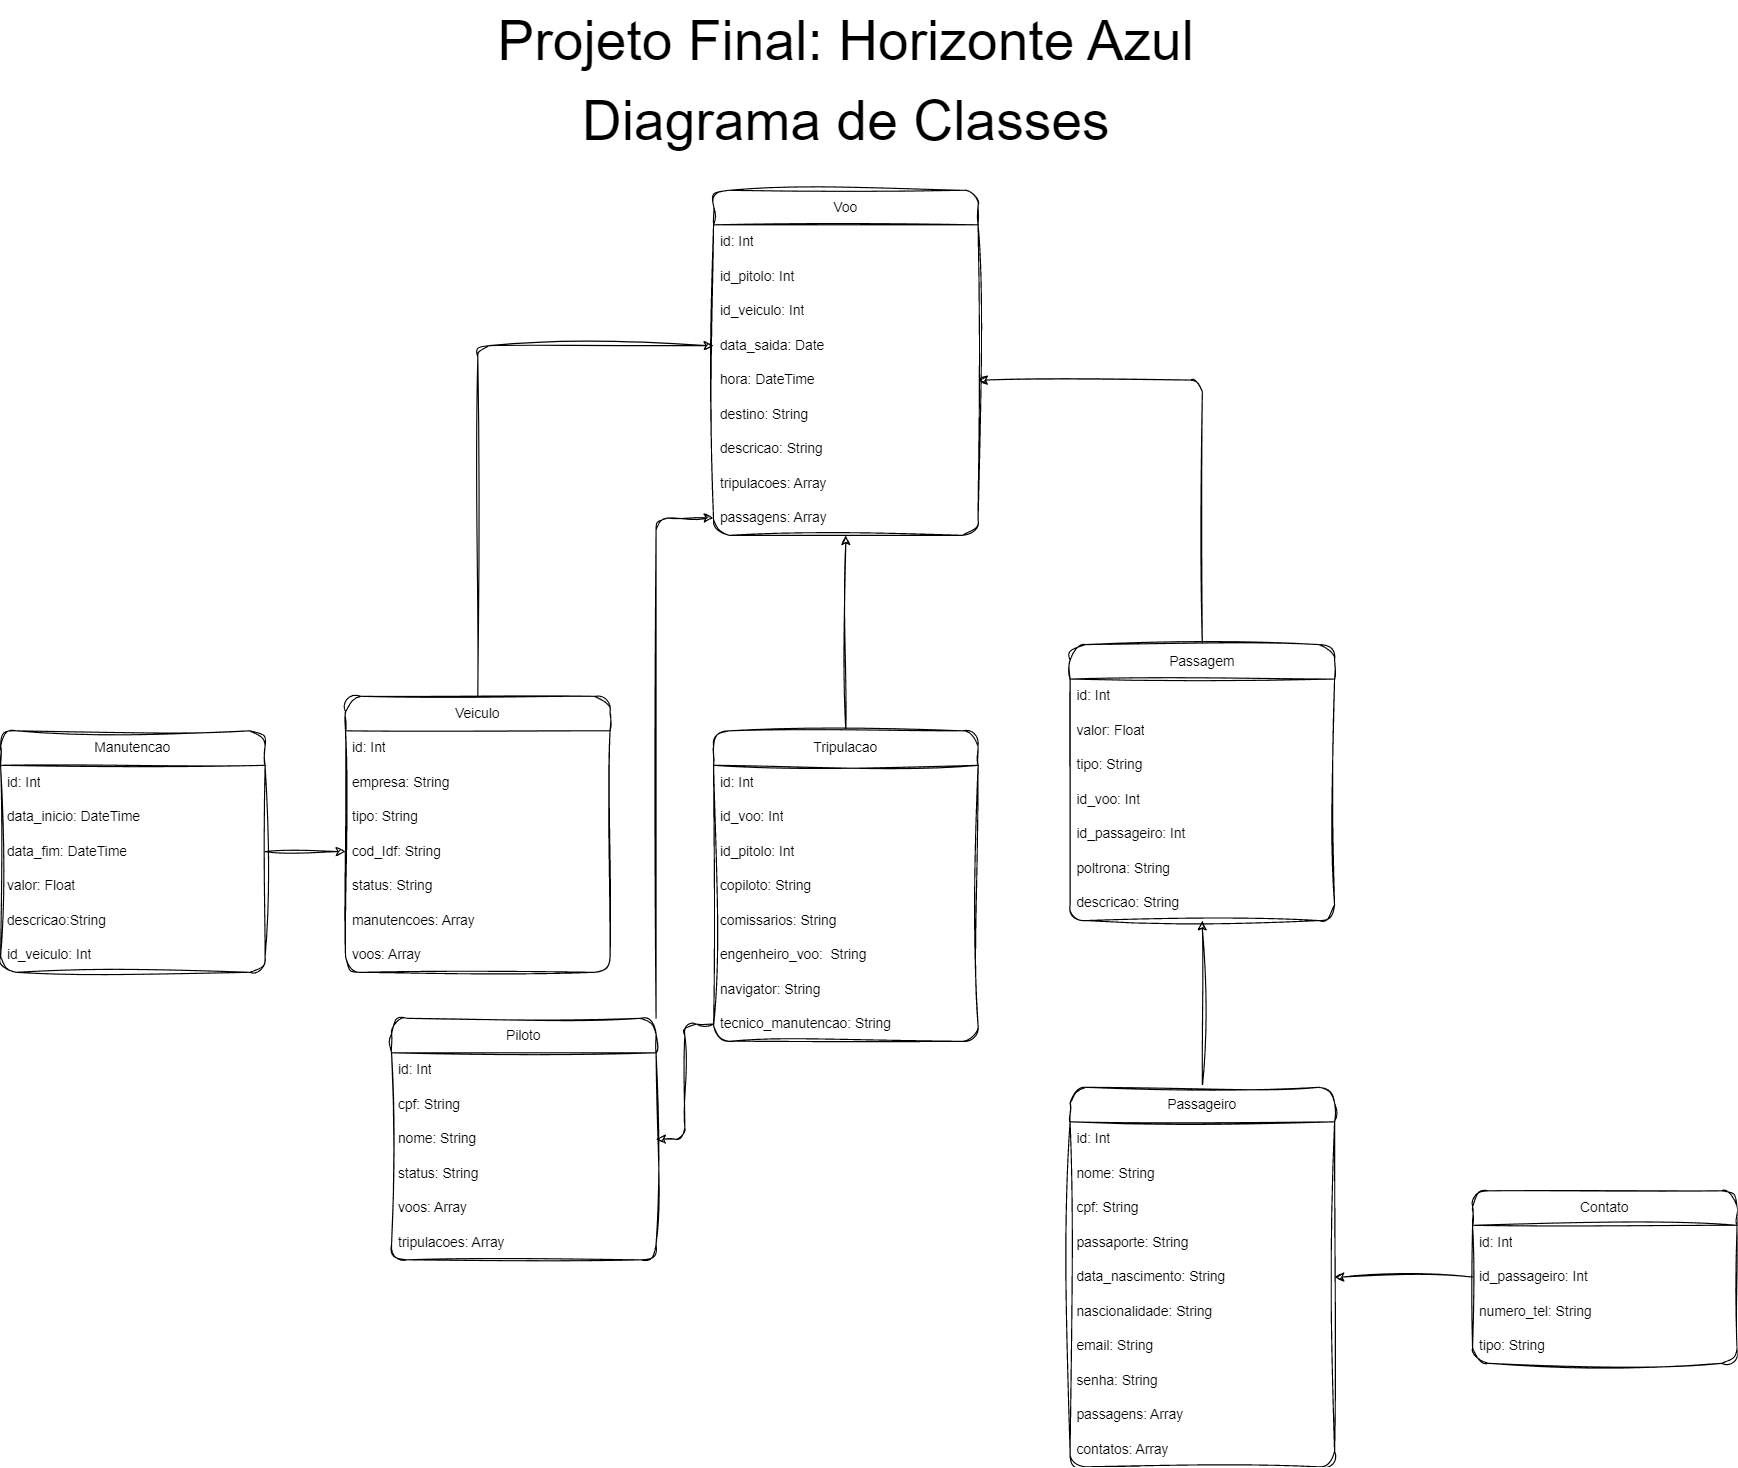 Projeto Final: Horizonte Azul
Diagrama de Classes
Voo
id: Int
id_pitolo: Int
id_veiculo: Int
data_saida: Date
hora: DateTime
destino: String
descricao: String
tripulacoes: Array
passagens: Array
Manutencao
id: Int
data_inicio: DateTime
data_fim: DateTime
valor: Float
descricao:String
id_veiculo: Int
Veiculo
id: Int
empresa: String
tipo: String
cod_Idf: String
status: String
manutencoes: Array
voos: Array
Tripulacao
id: Int
id_voo: Int
id_pitolo: Int
copiloto: String
comissarios: String
engenheiro_voo:  String
navigator: String
tecnico_manutencao: String
Passagem
id: Int
valor: Float
tipo: String
id_voo: Int
id_passageiro: Int
poltrona: String
descricao: String
Piloto
id: Int
cpf: String
nome: String
status: String
voos: Array
tripulacoes: Array
Passageiro
id: Int
nome: String
cpf: String
passaporte: String
data_nascimento: String
nascionalidade: String
email: String
senha: String
passagens: Array
contatos: Array
Contato
id: Int
id_passageiro: Int
numero_tel: String
tipo: String